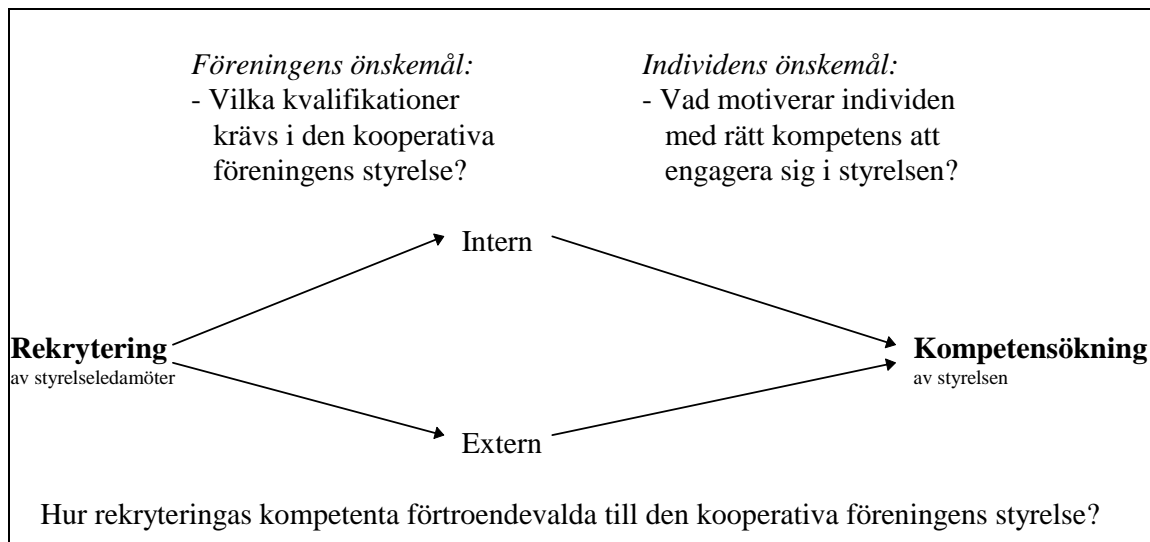 Föreningens önskemål:
- Vilka kvalifikationer
krävs i den kooperativa
föreningens styrelse?
Individens önskemål:
- Vad motiverar individen
med rätt kompetens att
engagera sig i styrelsen?
Intern
Rekrytering
av styrelseledamöter
Kompetensökning
av styrelsen
Extern
Hur rekryteringas kompetenta förtroendevalda till den kooperativa föreningens styrelse?